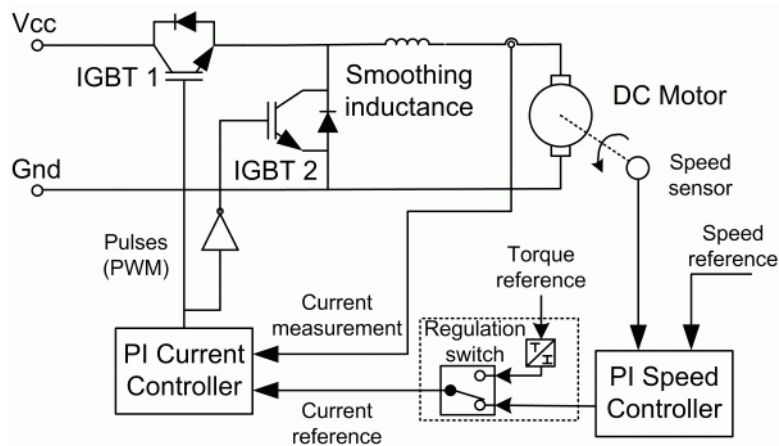 Vcc
IGBT 1
Smoothing
inductance
DC Motor
IGBT 2
Gnd
Speed
sensor
Pulses
(PWM)
Torque
reference
Speed
reference
Current
measurement
Regulation
switch
T
I
PI Current
Controller
PI Speed
Controller
Current
reference